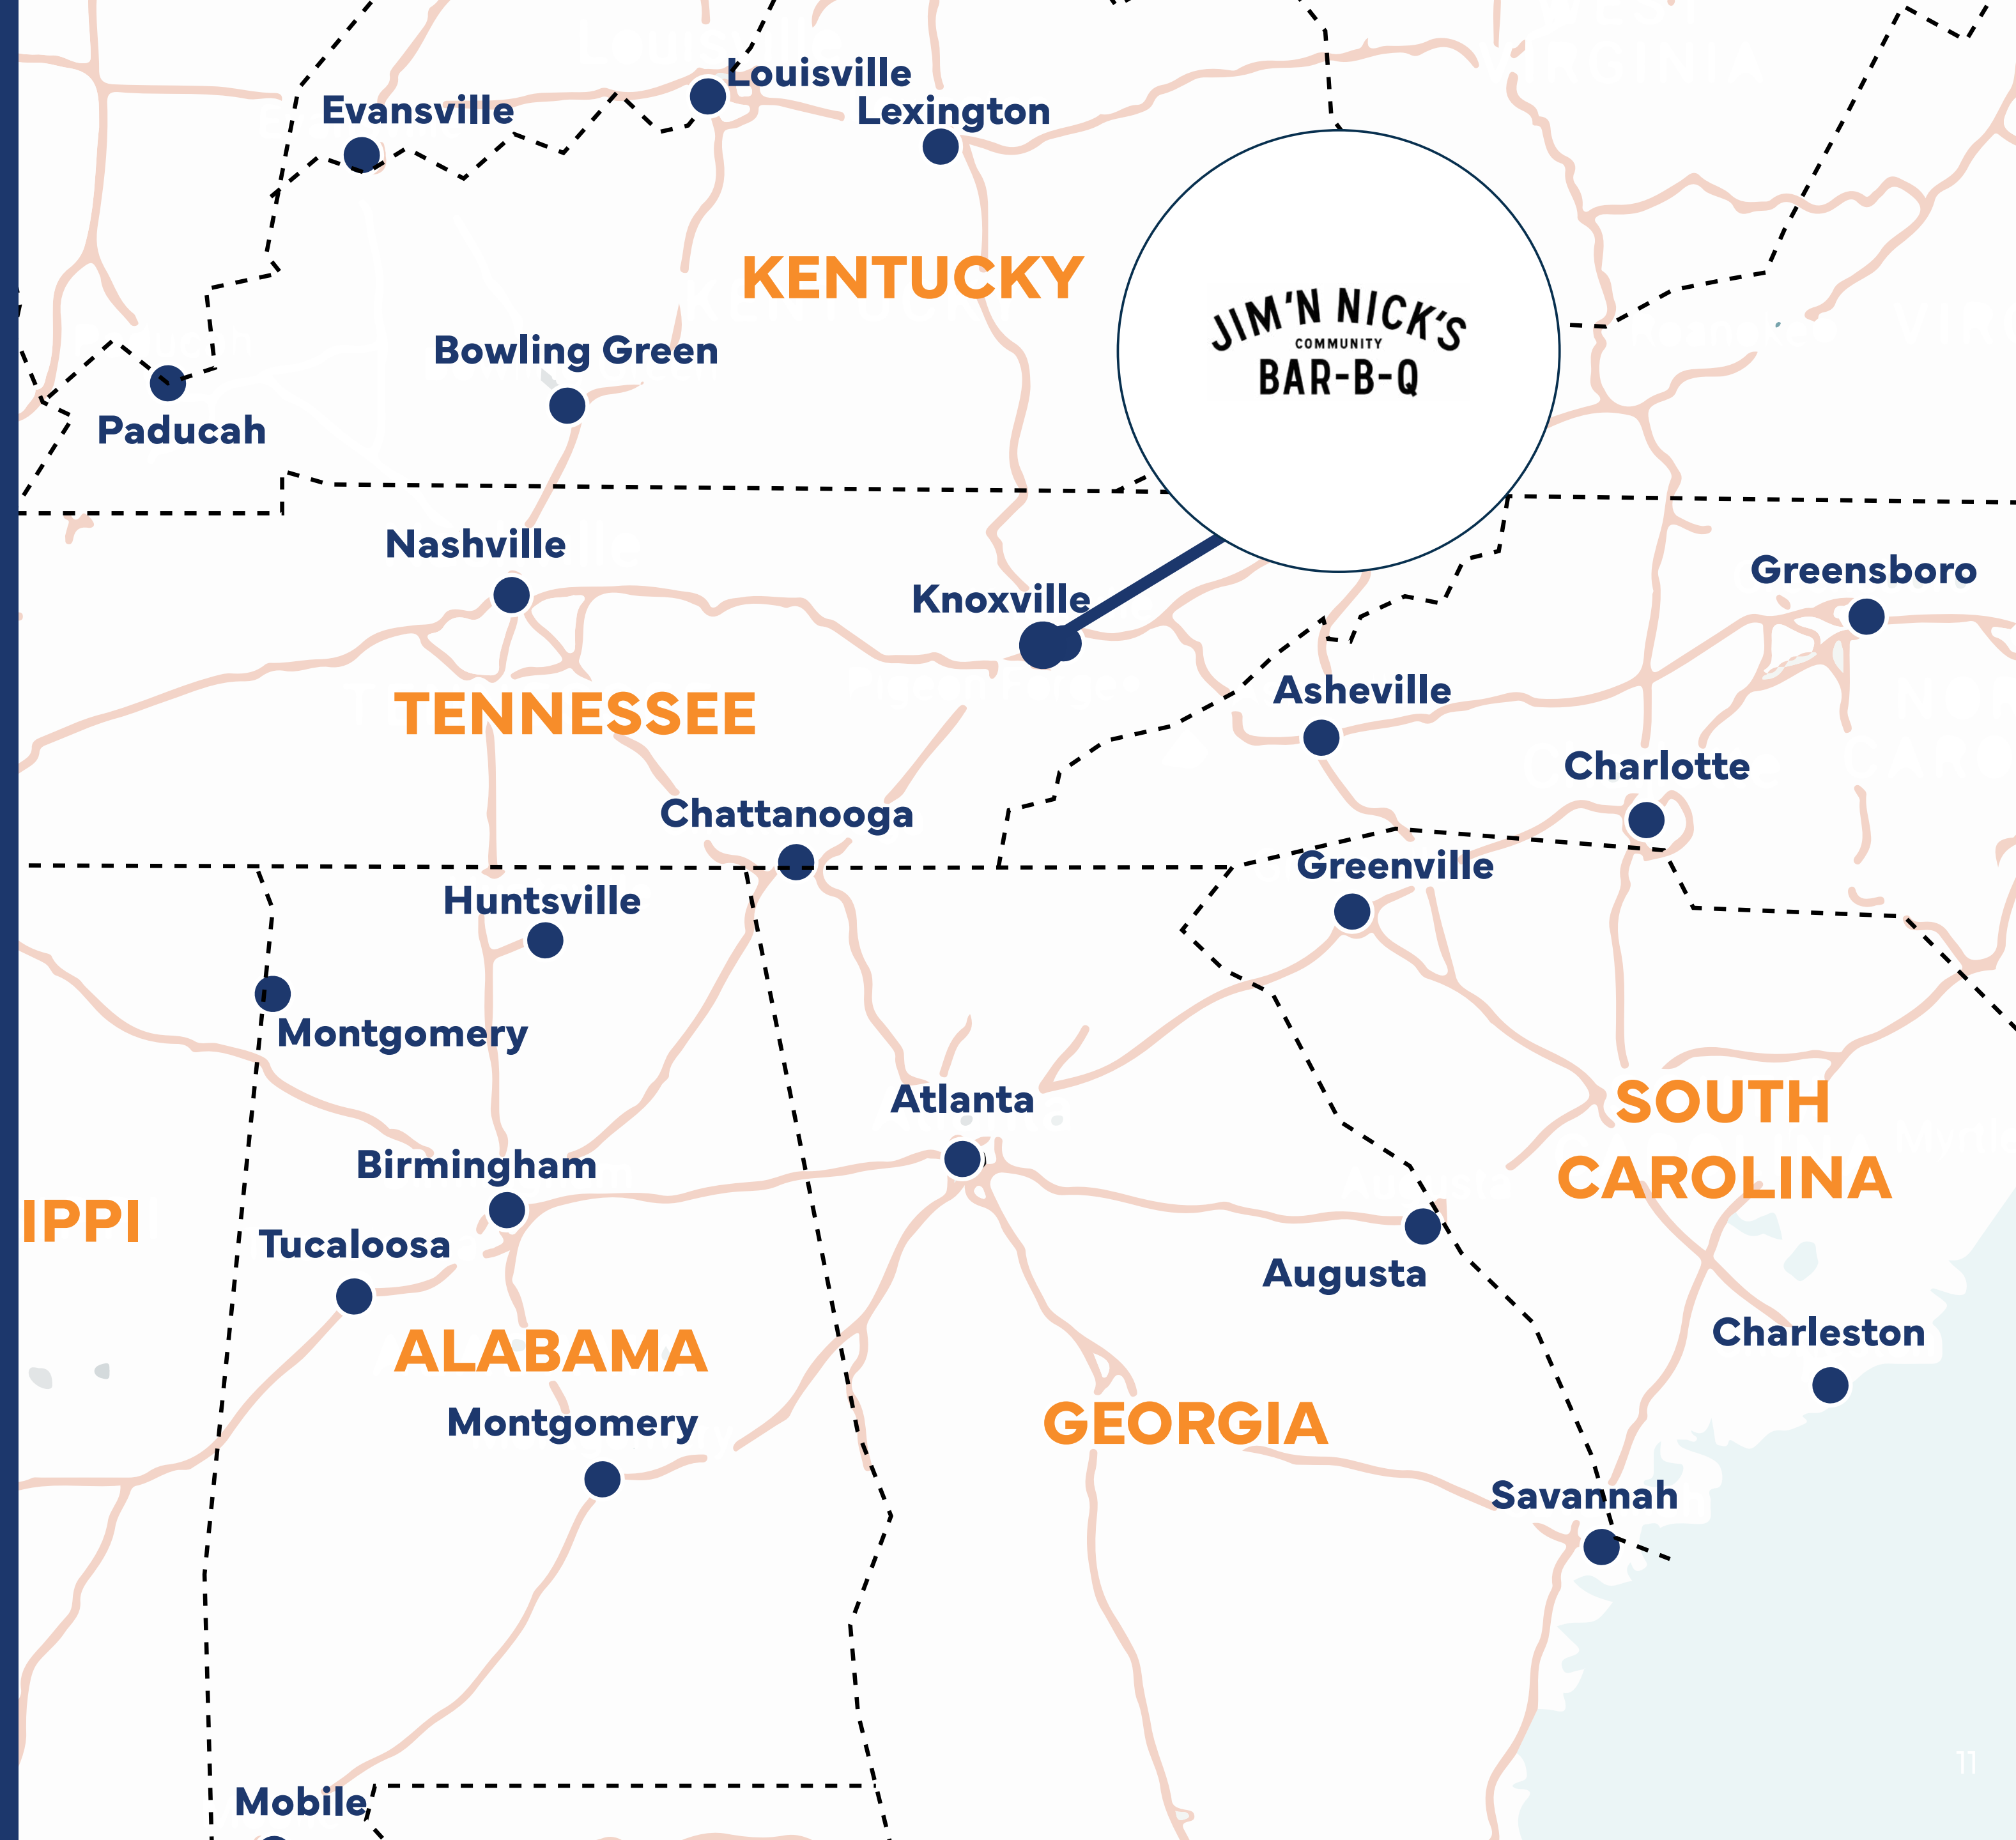 Louisville
Evansville
Lexington
KENTUCKY
JIM'N NICK'S
COMMUNITY
BAR-B-Q
Bowling Green
Paducah
Nashville
Knoxville
Greensboro
TENNESSEE
Asheville
Charlotte
Chattanooga
Greenville
Huntsville
Montgomery
Atlanta
SOUTH
CAROLINA
Birmingham
IPPI
Tucaloosa
Augusta
Charleston
ALABAMA
Montgomery
GEORGIA
Savannah
Mobile
11